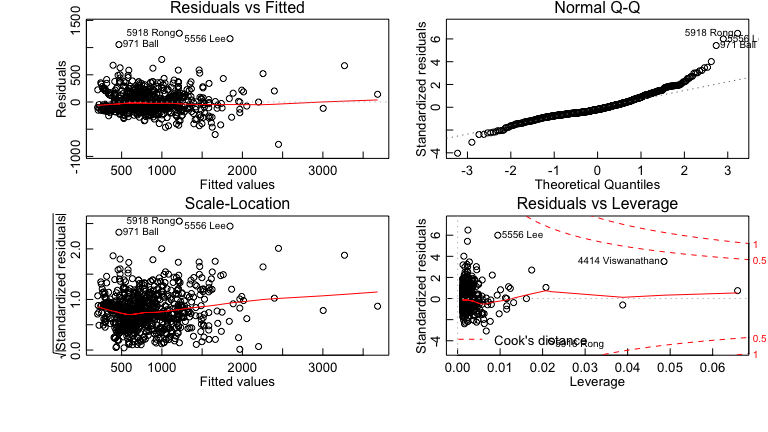 Residuals vs Fitted
Residuals
1500
500
0
-1000
5918 Rong
5556 Lee
971 Ball
500 1000 2000 3000
Fitted values
Normal Q-Q
Standardized residuals
6
4
2
0
-4
5918 Rong
971 Ball
-3 -2 -1 0 1 2 3
Theoretical Quantiles
Scale-Location
√|Standardized residuals|
2.0
1.0
0.0
5918 Rong
5556 Lee
971 Ball
500 1000 2000 3000
Fitted values
Residuals vs Leverage
Standardized residuals
6
4
2
0
-4
5556 Lee
4414 Viswanathan
1
0.5
0.5
1
Cook's distance
Rong
0.00 0.01 0.02 0.03 0.04 0.05 0.06
Leverage